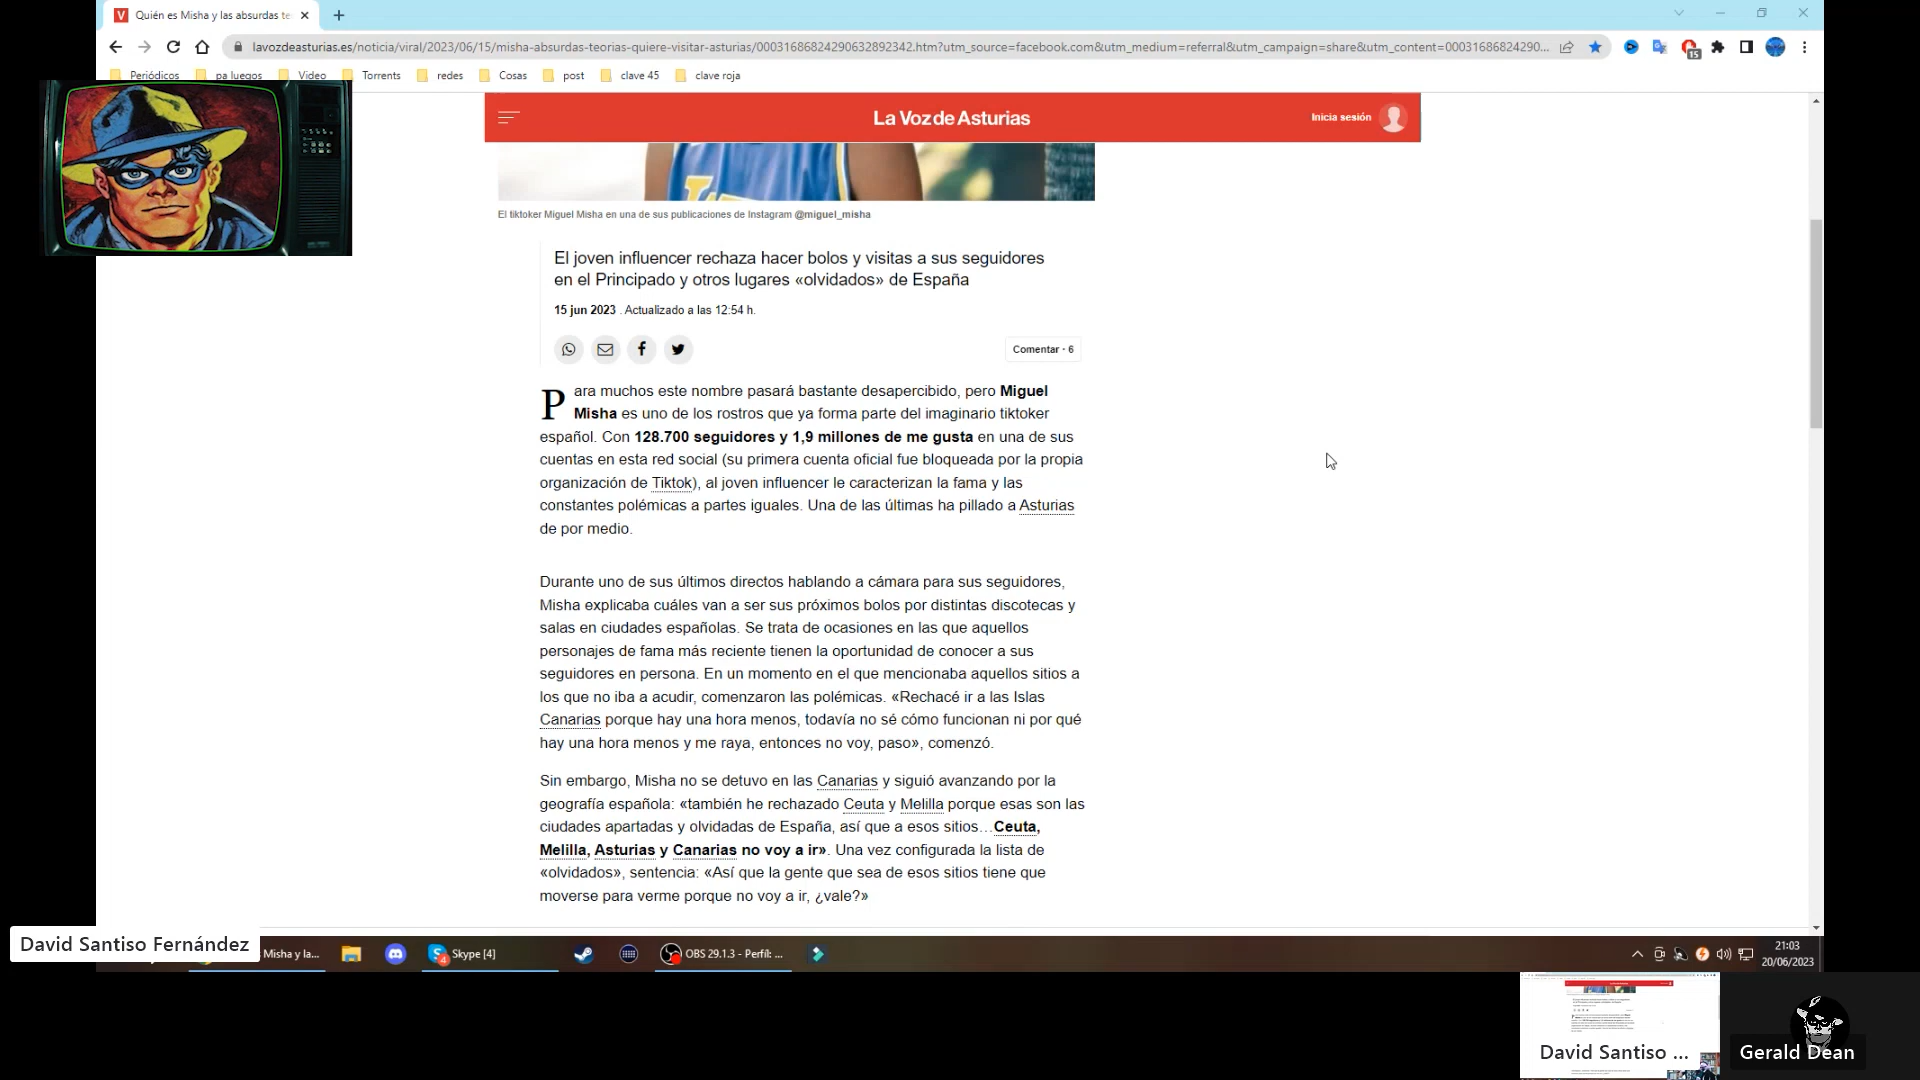 Quién es Misha y las absurdas te
lavozdeasturias.es/noticia/viral/2023/06/15/misha-absurdas-teorias-quiere-visitar-asturias/00031686824290632892342.htm?utm_source=facebook.com&utm_medium=referral&utm_campaign=share&utm_content=00031686824290...
15
Periódicos
pa luegos
Video
Torrents
redes
Cosas
post
clave 45
clave roja
La Voz de Asturias
Inicia sesión
El tiktoker Miguel Misha en una de sus publicaciones de Instagram @miguel_misha
El joven influencer rechaza hacer bolos y visitas a sus seguidores
en el Principado y otros lugares «olvidados» de España
15 jun 2023 . Actualizado a las 12:54 h.
Comentar · 6
Para muchos este nombre pasará bastante desapercibido, pero Miguel
Misha es uno de los rostros que ya forma parte del imaginario tiktoker
español. Con 128.700 seguidores y 1,9 millones de me gusta en una de sus
cuentas en esta red social (su primera cuenta oficial fue bloqueada por la propia
organización de Tiktok), al joven influencer le caracterizan la fama y las
constantes polémicas a partes iguales. Una de las últimas ha pillado a Asturias
de por medio.
Durante uno de sus últimos directos hablando a cámara para sus seguidores,
Misha explicaba cuáles van a ser sus próximos bolos por distintas discotecas y
salas en ciudades españolas. Se trata de ocasiones en las que aquellos
personajes de fama más reciente tienen la oportunidad de conocer a sus
seguidores en persona. En un momento en el que mencionaba aquellos sitios a
los que no iba a acudir, comenzaron las polémicas. «Rechacé ir a las Islas
Canarias porque hay una hora menos, todavía no sé cómo funcionan ni por qué
hay una hora menos y me raya, entonces no voy, paso», comenzó.
Sin embargo, Misha no se detuvo en las Canarias y siguió avanzando por la
geografía española: «también he rechazado Ceuta y Melilla porque esas son las
ciudades apartadas y olvidadas de España, así que a esos sitios…Ceuta,
Melilla, Asturias y Canarias no voy a ir». Una vez configurada la lista de
«olvidados», sentencia: «Así que la gente que sea de esos sitios tiene que
moverse para verme porque no voy a ir, ¿vale?»
David Santiso Fernández
Misha y la...
4
Skype [4]
OBS 29.1.3 - Perfil: ...
21:03
20/06/2023
David Santiso ...
Gerald Dean